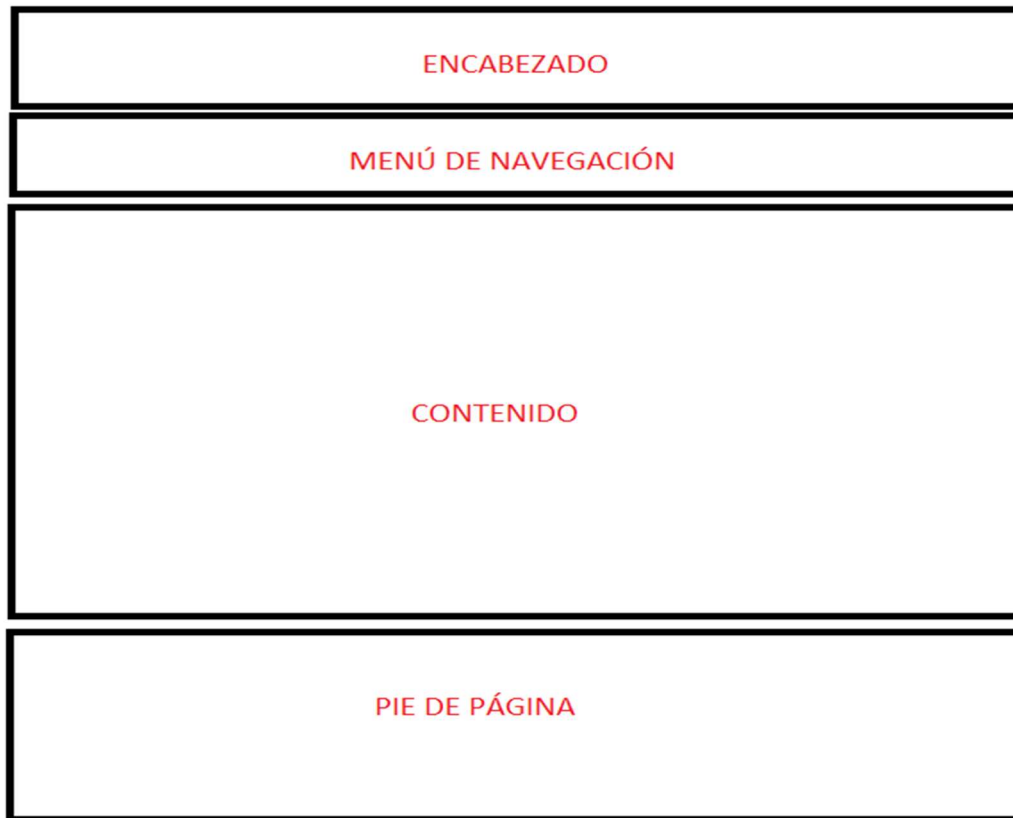 ENCABEZADO
MENÚ DE NAVEGACIÓN
CONTENIDO
PIE DE PÁGINA